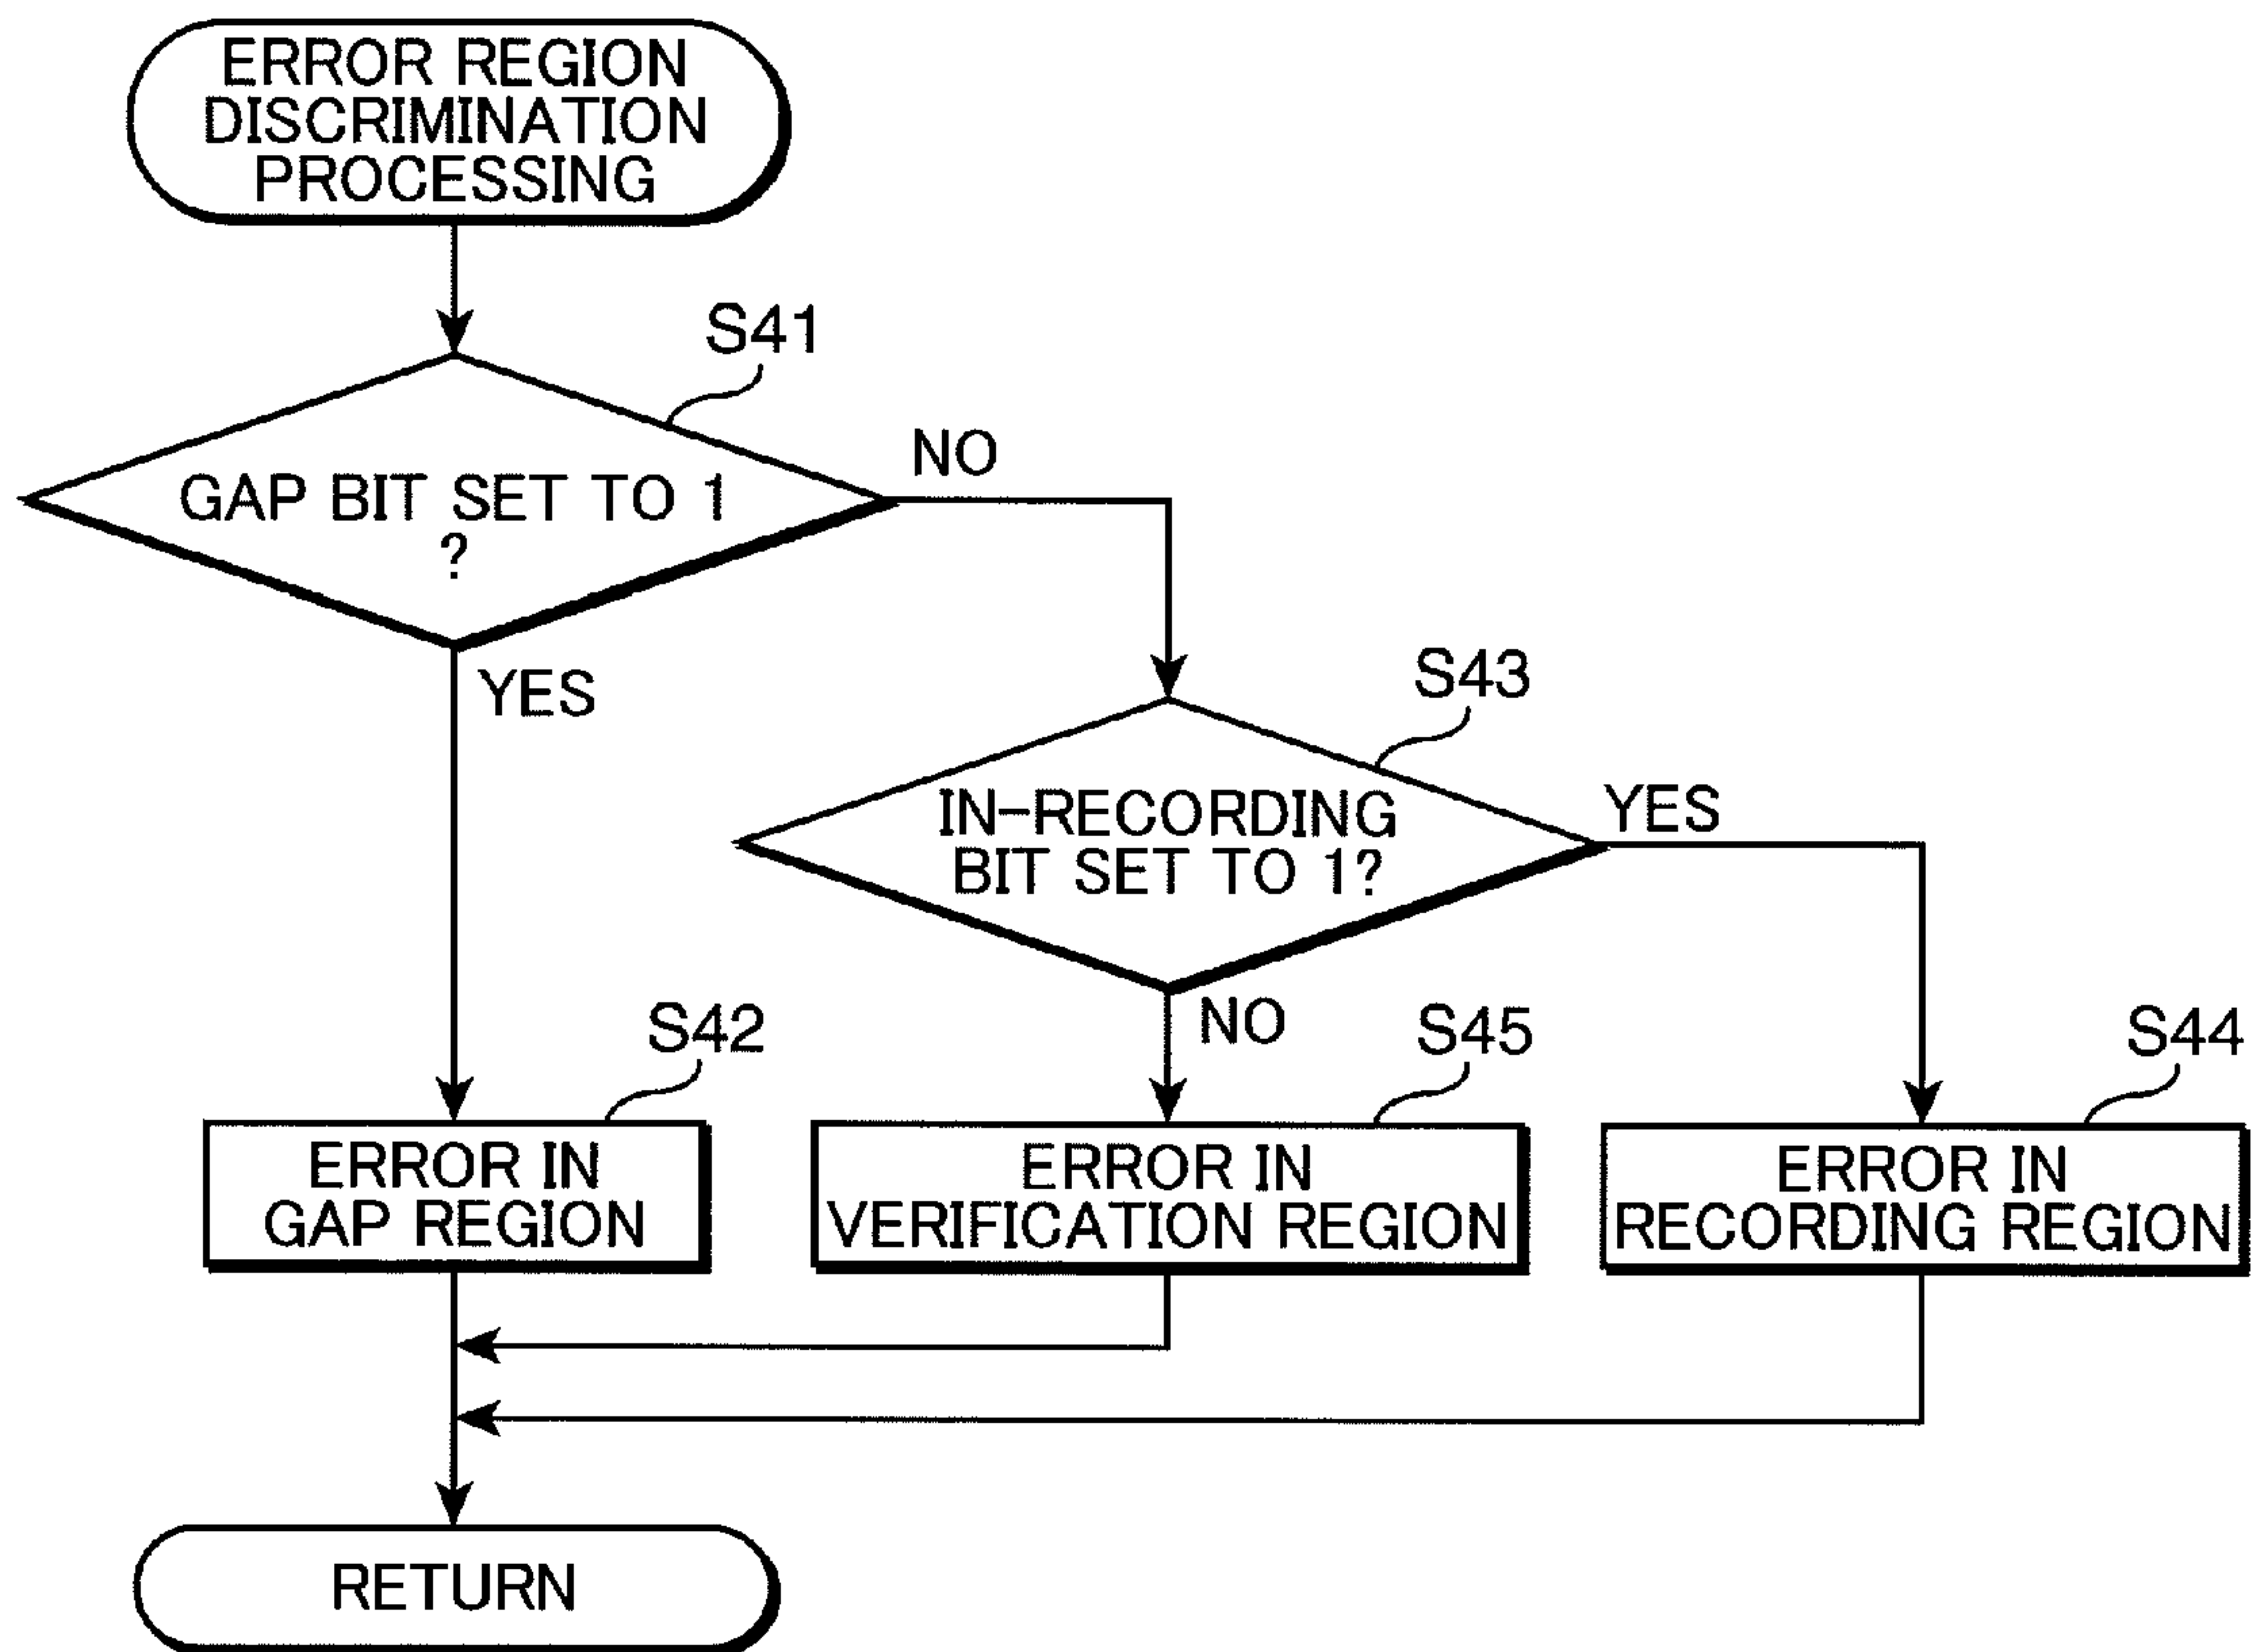 ERROR REGION
DISCRIMINATION
PROCESSING
S41
GAP BIT SET TO 1
?
NO
YES
S43
IN-RECORDING
BIT SET TO 1?
YES
NO
S42
ERROR IN
GAP REGION
S45
ERROR IN
VERIFICATION REGION
S44
ERROR IN
RECORDING REGION
RETURN